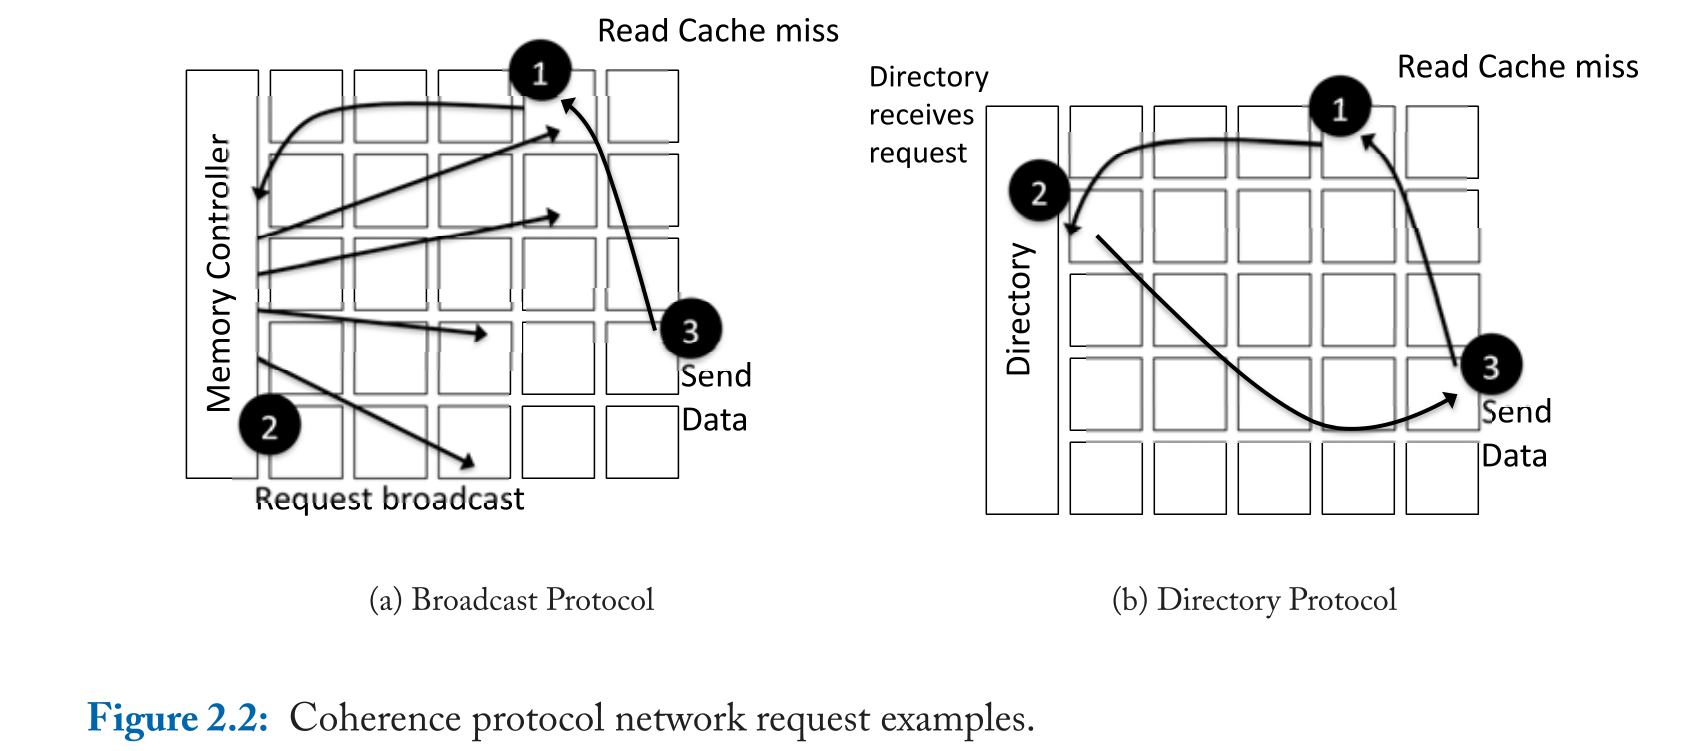 Read Cache miss
1
Memory Controller
3
Send
Data
2
Request broadcast
(a) Broadcast Protocol
Read Cache miss
Directory
receives
request
1
2
Directory
3
Send
Data
(b) Directory Protocol
Figure 2.2: Coherence protocol network request examples.